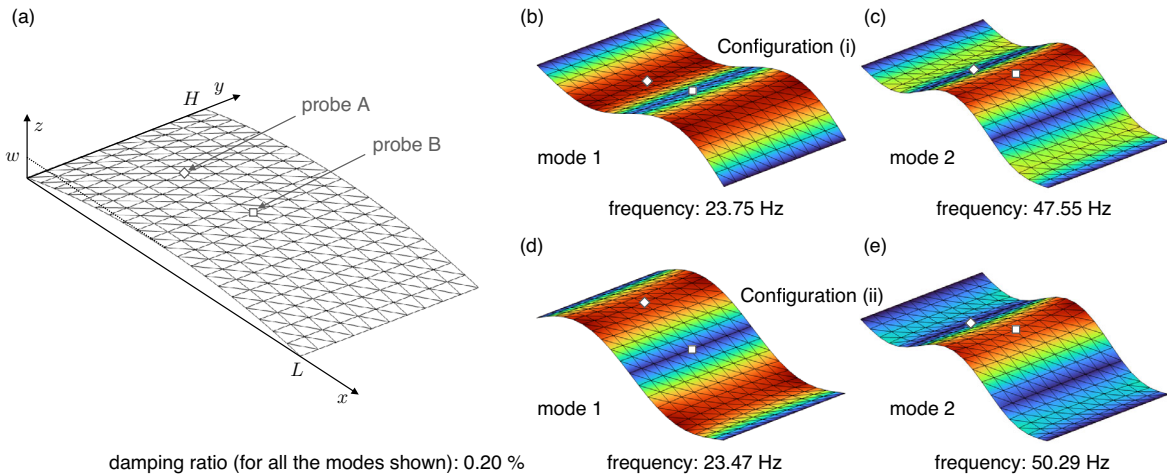 (a)
H
y
probe A
z
probe B
w
L
x
damping ratio (for all the modes shown): 0.20 %
(b)
(c)
Configuration (i)
mode 1
mode 2
frequency: 23.75 Hz
frequency: 47.55 Hz
(d)
(e)
Configuration (ii)
mode 1
mode 2
frequency: 23.47 Hz
frequency: 50.29 Hz